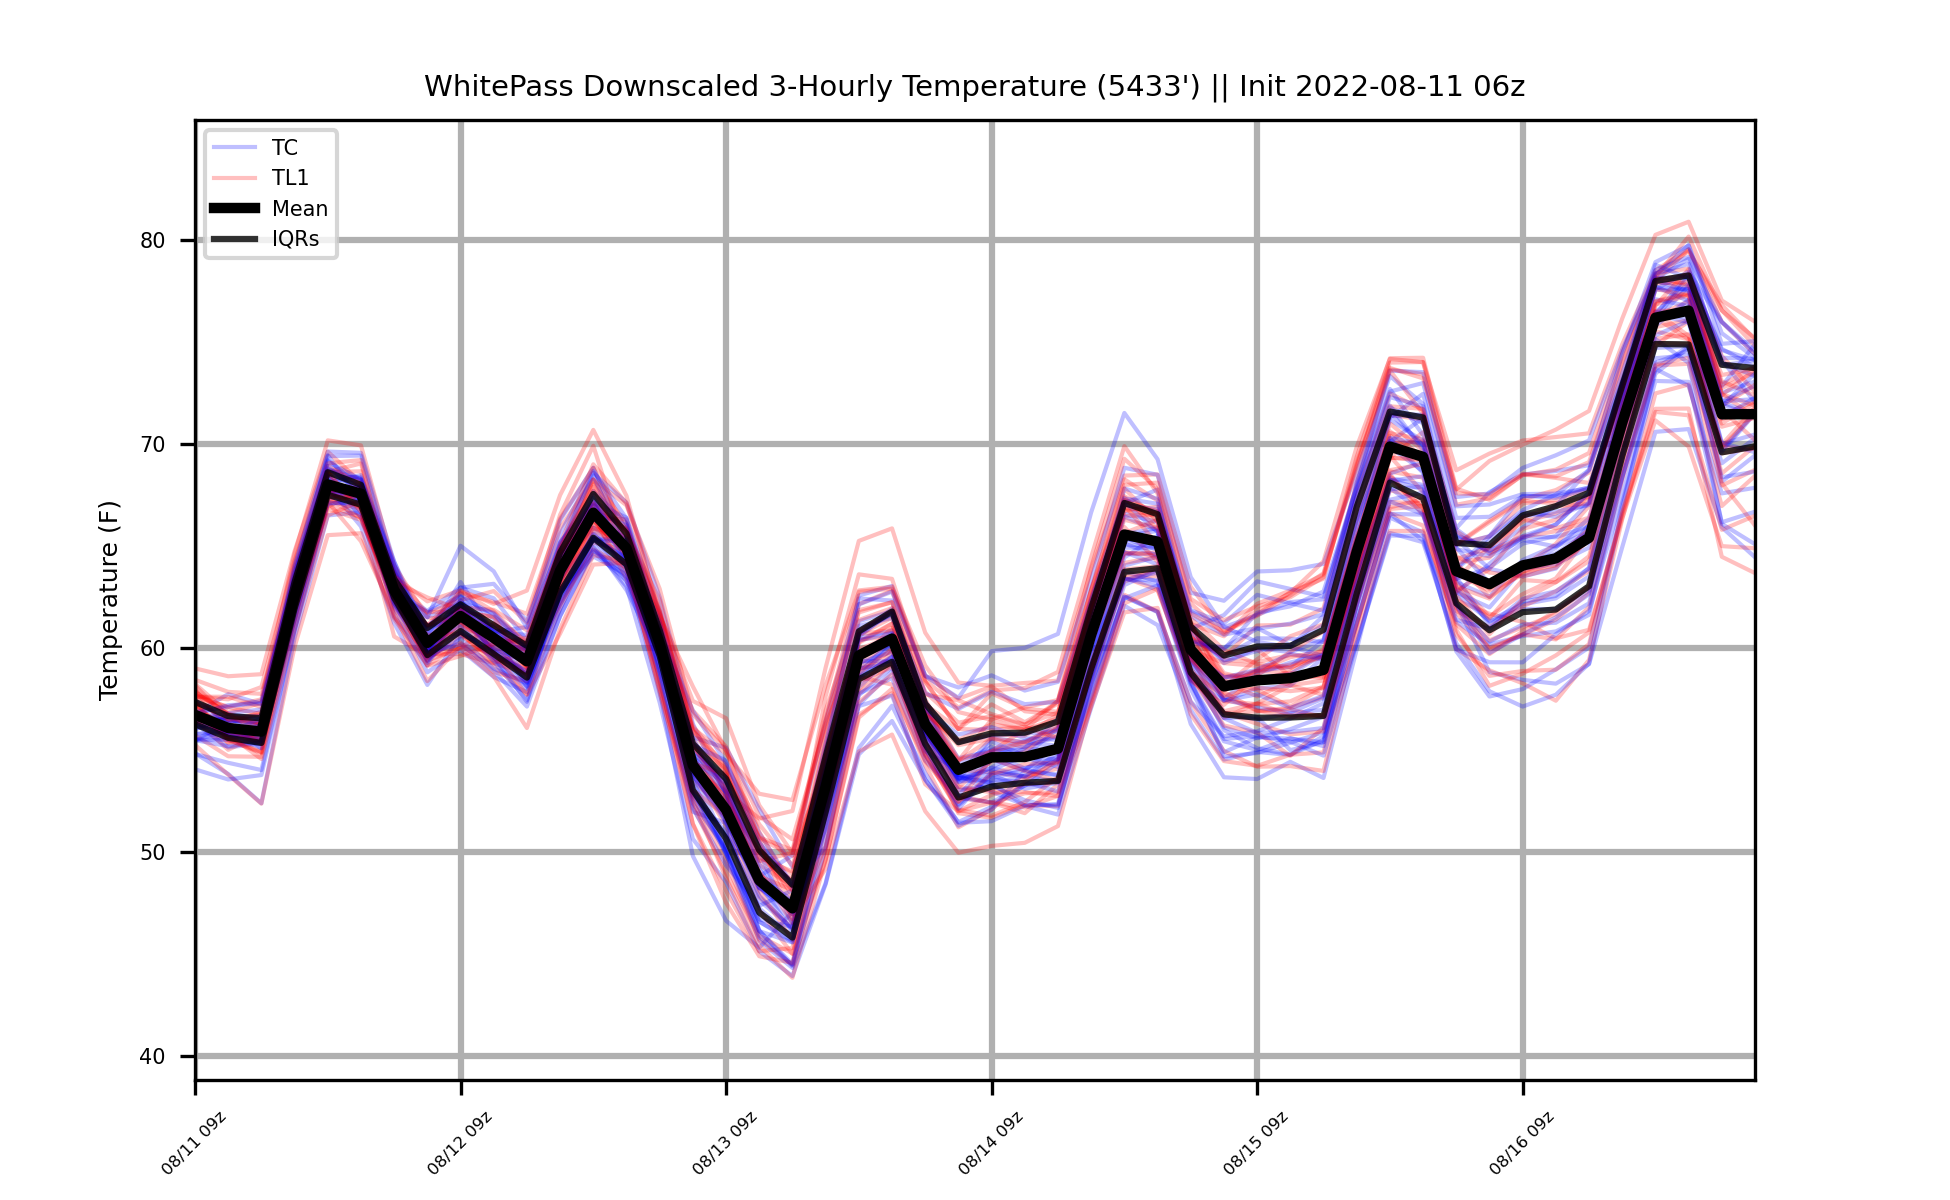 WhitePass Downscaled 3-Hourly Temperature (5433') || Init 2022-08-11 06z
TC
TL1
Mean
IQRs
Temperature (F)
80
70
60
50
40
08/11 09z
08/12 09z
08/13 09z
08/14 09z
08/15 09z
08/16 09z